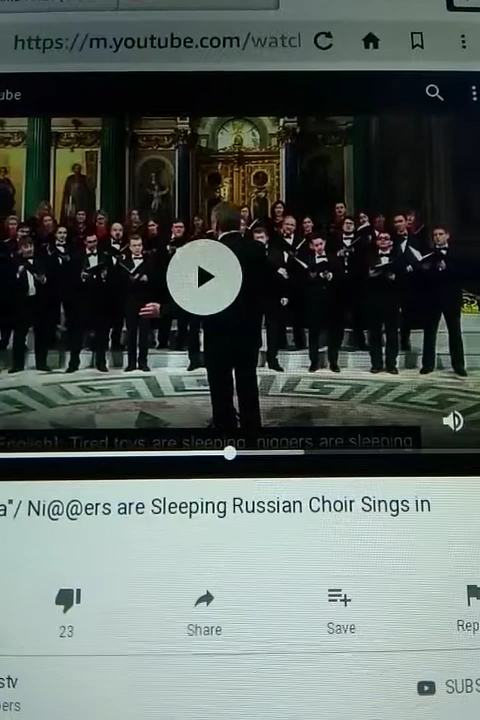 https://m.youtube.com/watcl
ube
English]: Tired toys are sleeping, niggers are sleeping
a"/ Ni@@ers are Sleeping Russian Choir Sings in
23
Share
Save
Rep
stv
ers
SUBS